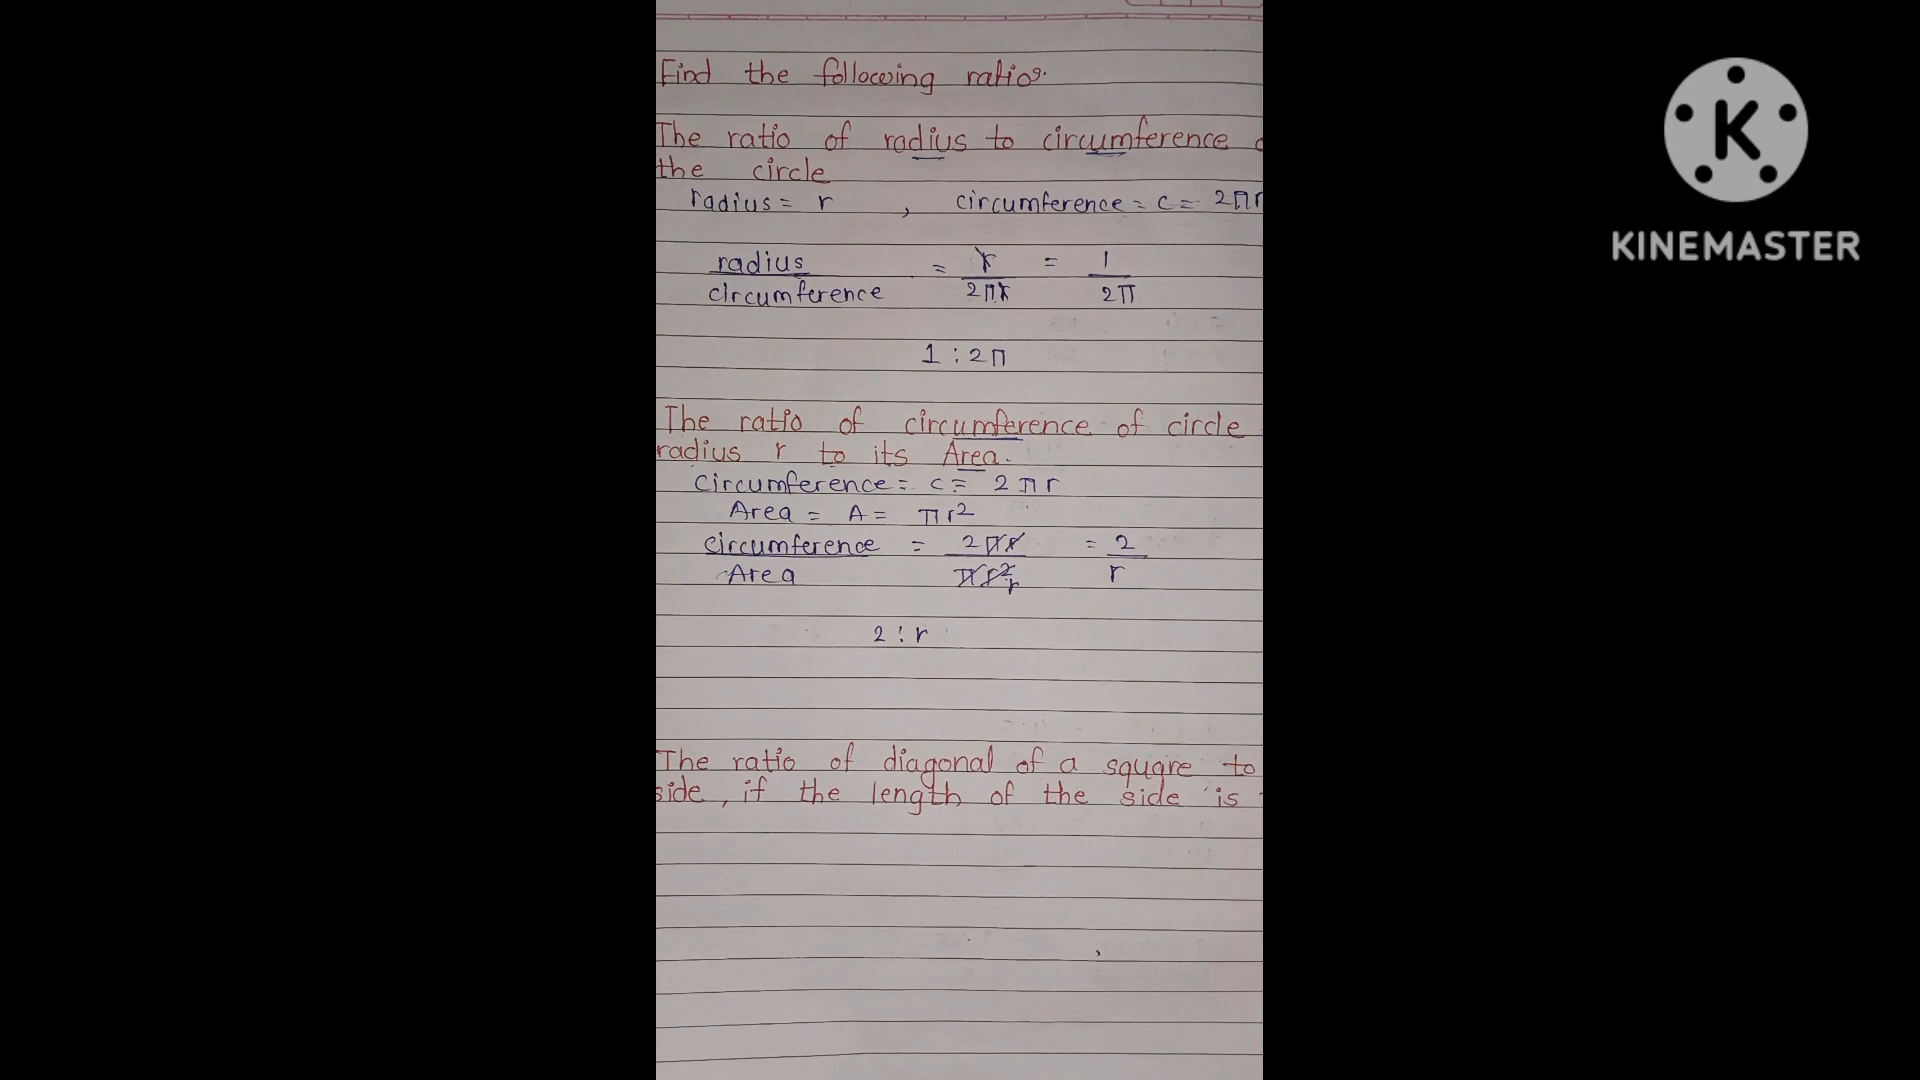 Find the following ratios.
The ratio of radius to circumference
the circle
radius = r , circumference = c = 2πr
radius / circumference = r / 2πr = 1 / 2π
1 : 2π
The ratio of circumference of circle
radius r to its Area.
circumference = c = 2πr
Area = A = πr²
circumference / Area = 2πr / πr² r = 2 / r
2 : r
The ratio of diagonal of a square to
side, if the length of the side is
K
KINEMASTER